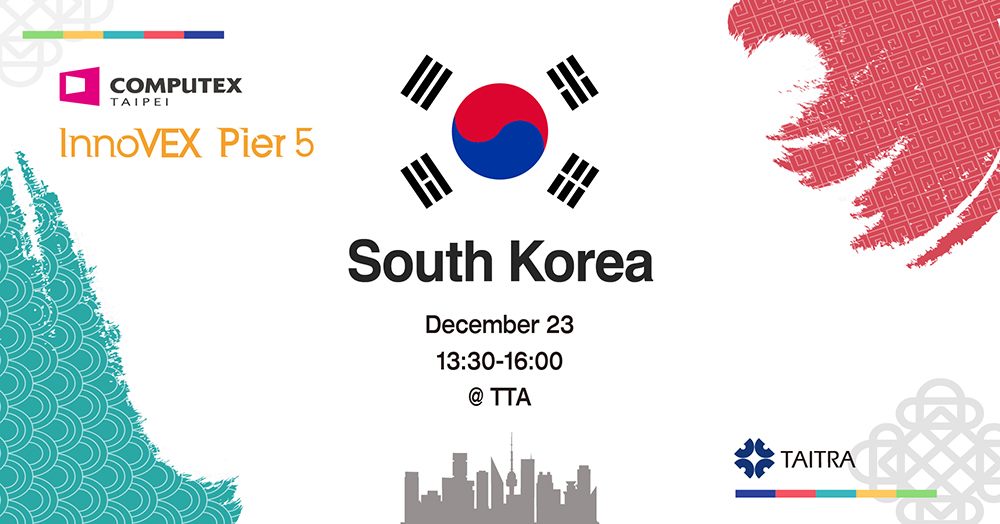 COMPUTEX
TAIPEI
InnoVEX Pier 5
South Korea
December 23
13:30-16:00
@ TTA
TAITRA